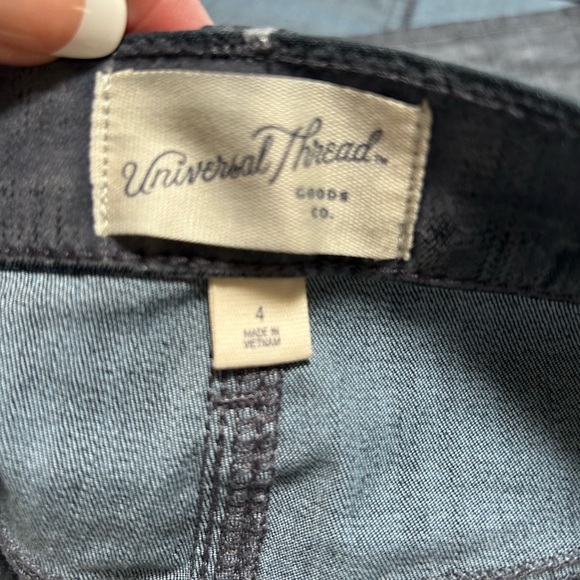 Universal Thread™
GOODS
CO.
4
MADE IN
VIETNAM